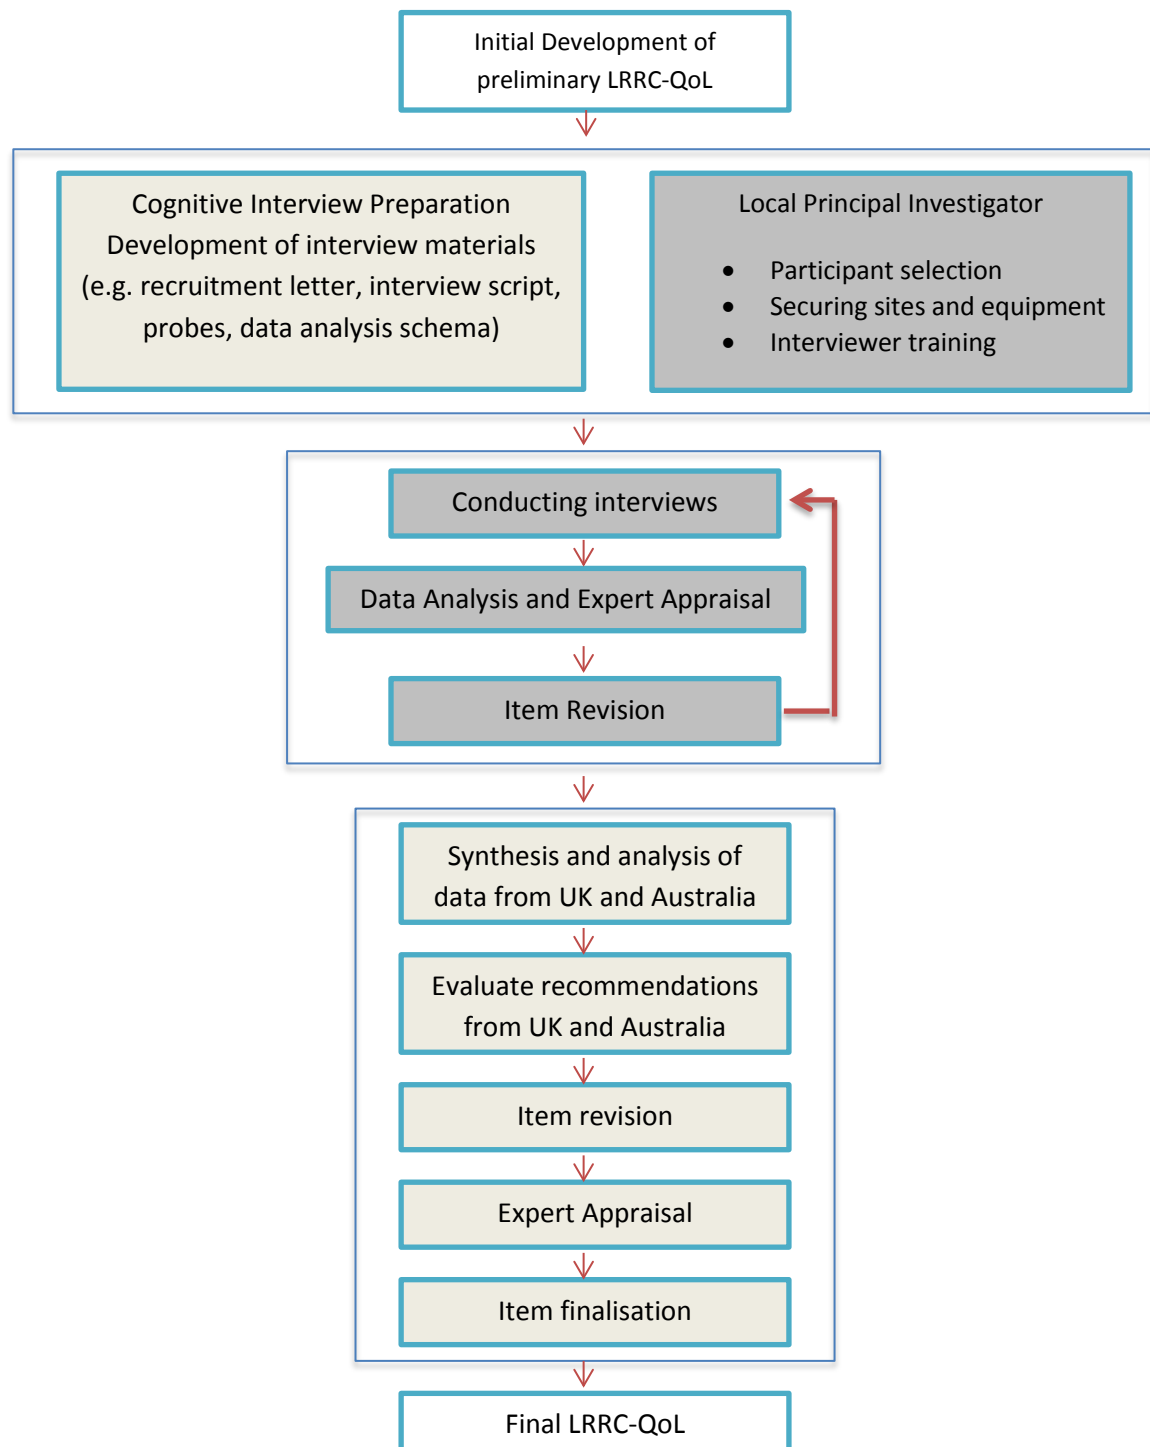 Initial Development of
preliminary LRRC-QoL
Cognitive Interview Preparation
Development of interview materials
(e.g. recruitment letter, interview script,
probes, data analysis schema)
Local Principal Investigator
• Participant selection
• Securing sites and equipment
• Interviewer training
Conducting interviews
Data Analysis and Expert Appraisal
Item Revision
Synthesis and analysis of
data from UK and Australia
Evaluate recommendations
from UK and Australia
Item revision
Expert Appraisal
Item finalisation
Final LRRC-QoL